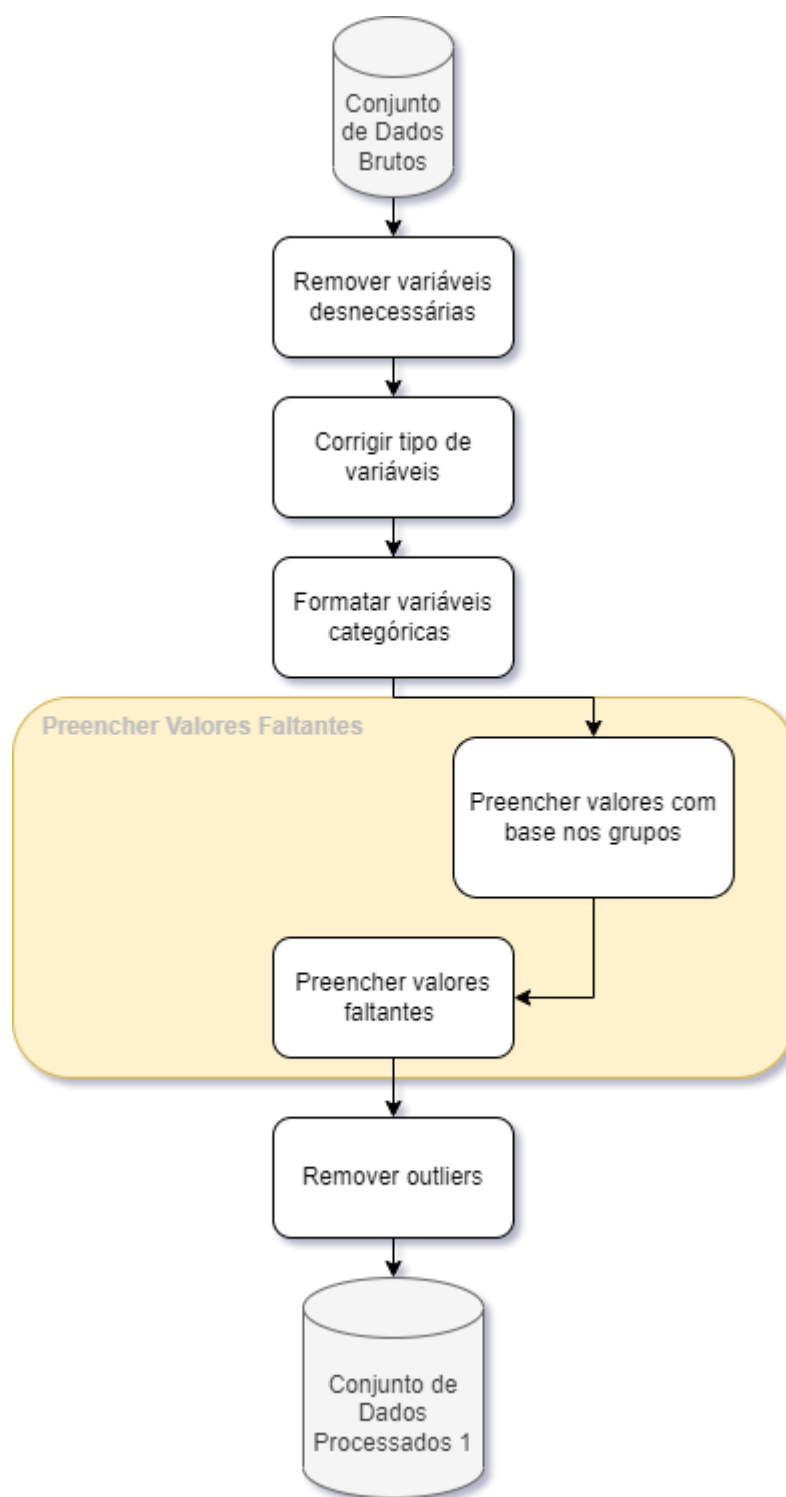 Conjunto
de Dados
Brutos
Remover variáveis
desnecessárias
Corrigir tipo de
variáveis
Formatar variáveis
categóricas
Preencher Valores Faltantes
Preencher valores com
base nos grupos
Preencher valores
faltantes
Remover outliers
Conjunto de
Dados
Processados 1